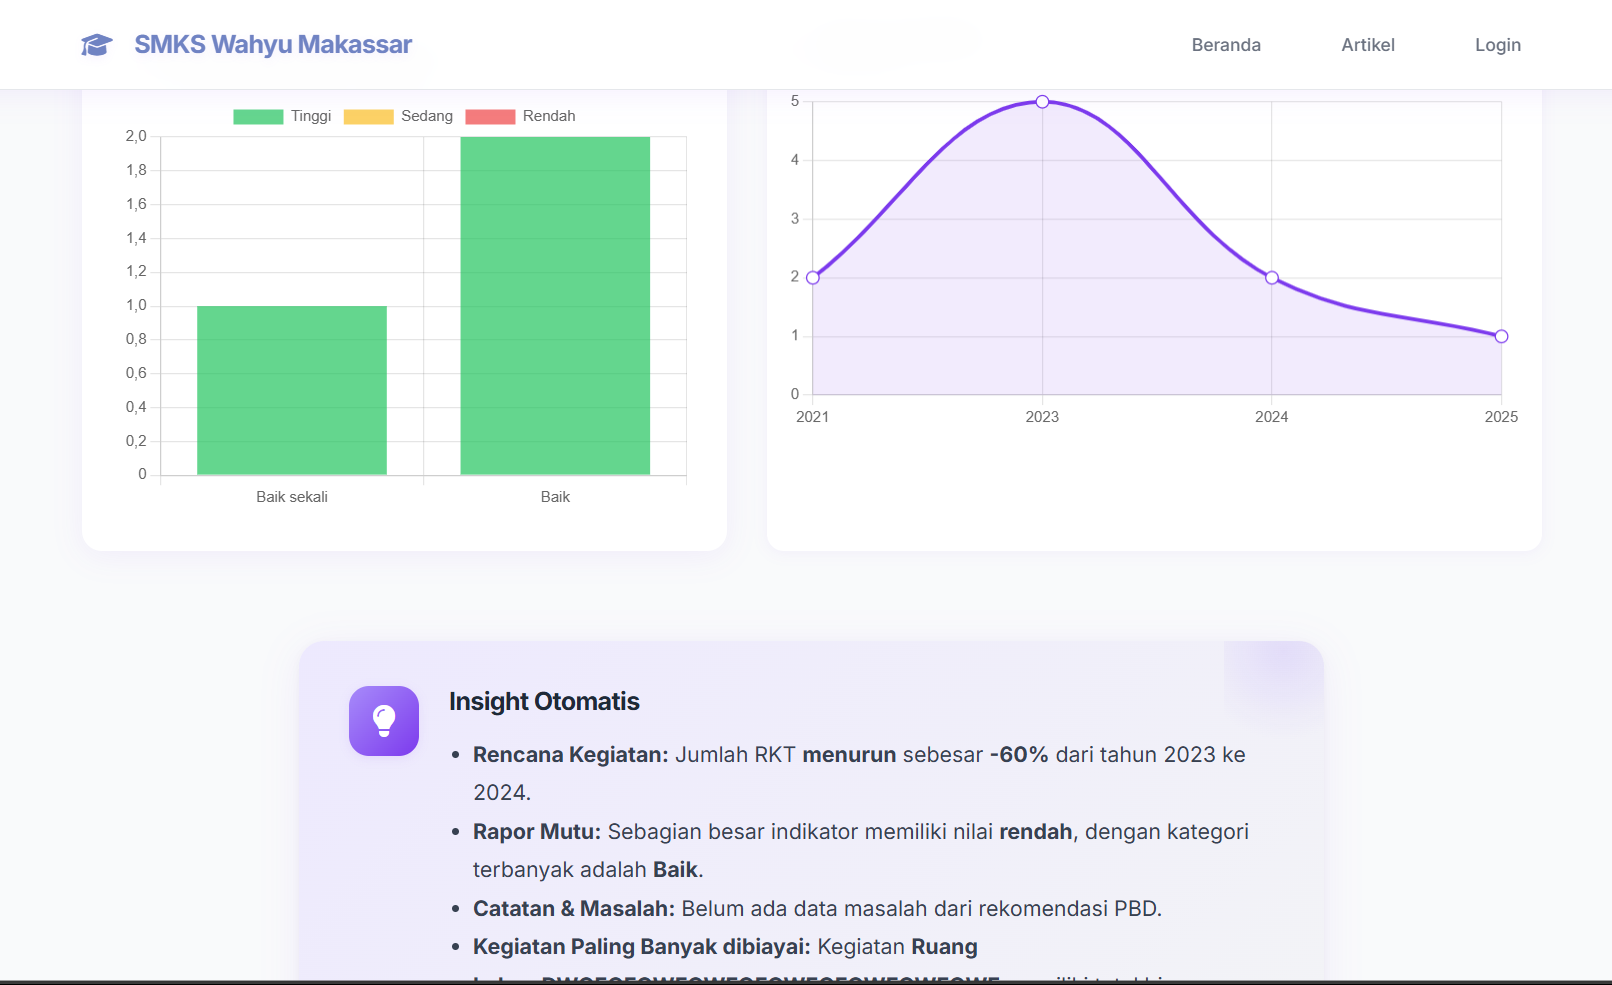 SMKS Wahyu Makassar
Beranda
Artikel
Login
Tinggi
Sedang
Rendah
2,0
1,8
1,6
1,4
1,2
1,0
0,8
0,6
0,4
0,2
0
Baik sekali
Baik
5
4
3
2
1
0
2021
2023
2024
2025
Insight Otomatis
• Rencana Kegiatan: Jumlah RKT menurun sebesar -60% dari tahun 2023 ke
2024.
• Rapor Mutu: Sebagian besar indikator memiliki nilai rendah, dengan kategori
terbanyak adalah Baik.
• Catatan & Masalah: Belum ada data masalah dari rekomendasi PBD.
• Kegiatan Paling Banyak dibiayai: Kegiatan Ruang